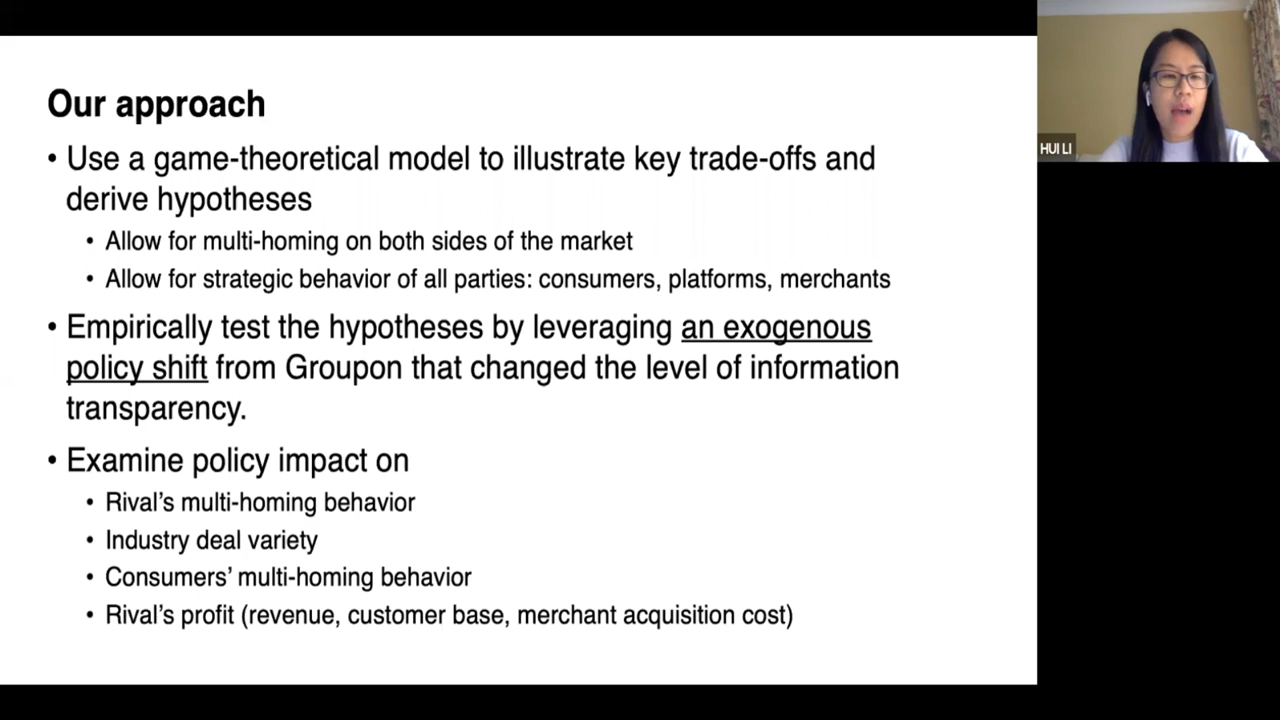 Our approach
• Use a game-theoretical model to illustrate key trade-offs and
derive hypotheses
• Allow for multi-homing on both sides of the market
• Allow for strategic behavior of all parties: consumers, platforms, merchants
• Empirically test the hypotheses by leveraging an exogenous
policy shift from Groupon that changed the level of information
transparency.
• Examine policy impact on
• Rival’s multi-homing behavior
• Industry deal variety
• Consumers’ multi-homing behavior
• Rival’s profit (revenue, customer base, merchant acquisition cost)
HUI LI